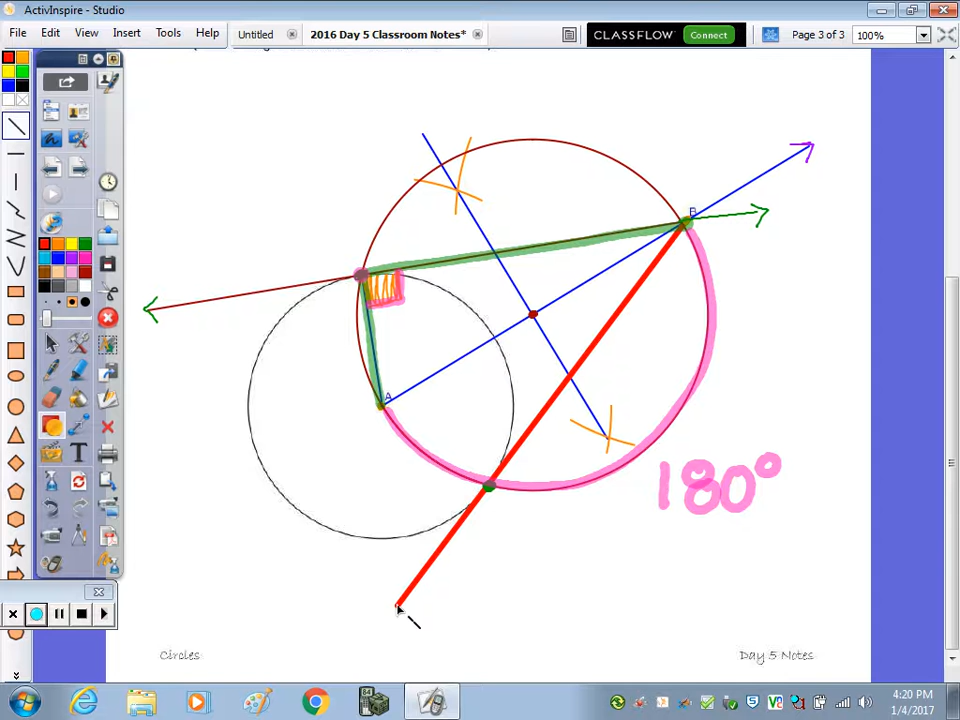 ActivInspire - Studio
File Edit View Insert Tools Help
Untitled
2016 Day 5 Classroom Notes*
CLASSFLOW Connect
Page 3 of 3
100%
B
A
180°
Circles
Day 5 Notes
4:20 PM
1/4/2017